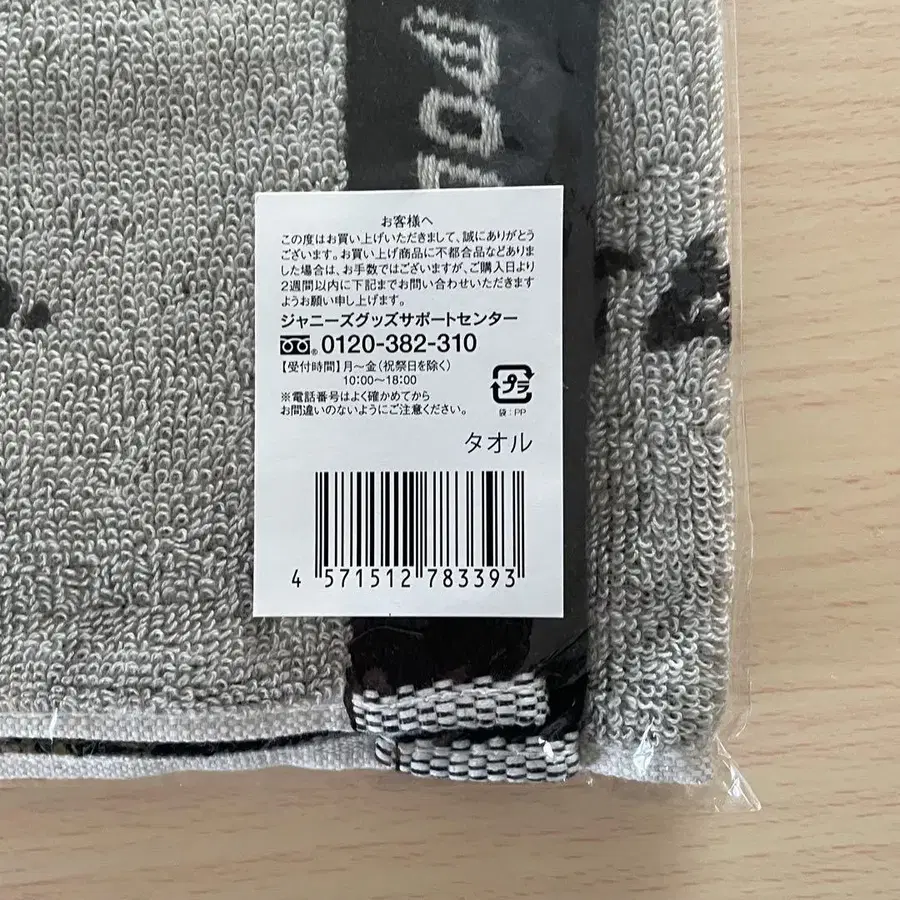 お客様へ
この度はお買い上げいただきまして、誠にありがとう
ございます。お買い上げ商品に不都合品などありま
した場合は、お手数ではございますが、ご購入日より
2週間以内に下記までお問い合わせいただきます
ようお願い申し上げます。
ジャニーズグッズサポートセンター
0120-382-310
【受付時間】月～金(祝祭日を除く)
10:00～18:00
※電話番号はよく確かめてから
お間違いのないようにご注意ください。
プラ
袋:PP
タオル
4 571512 783393